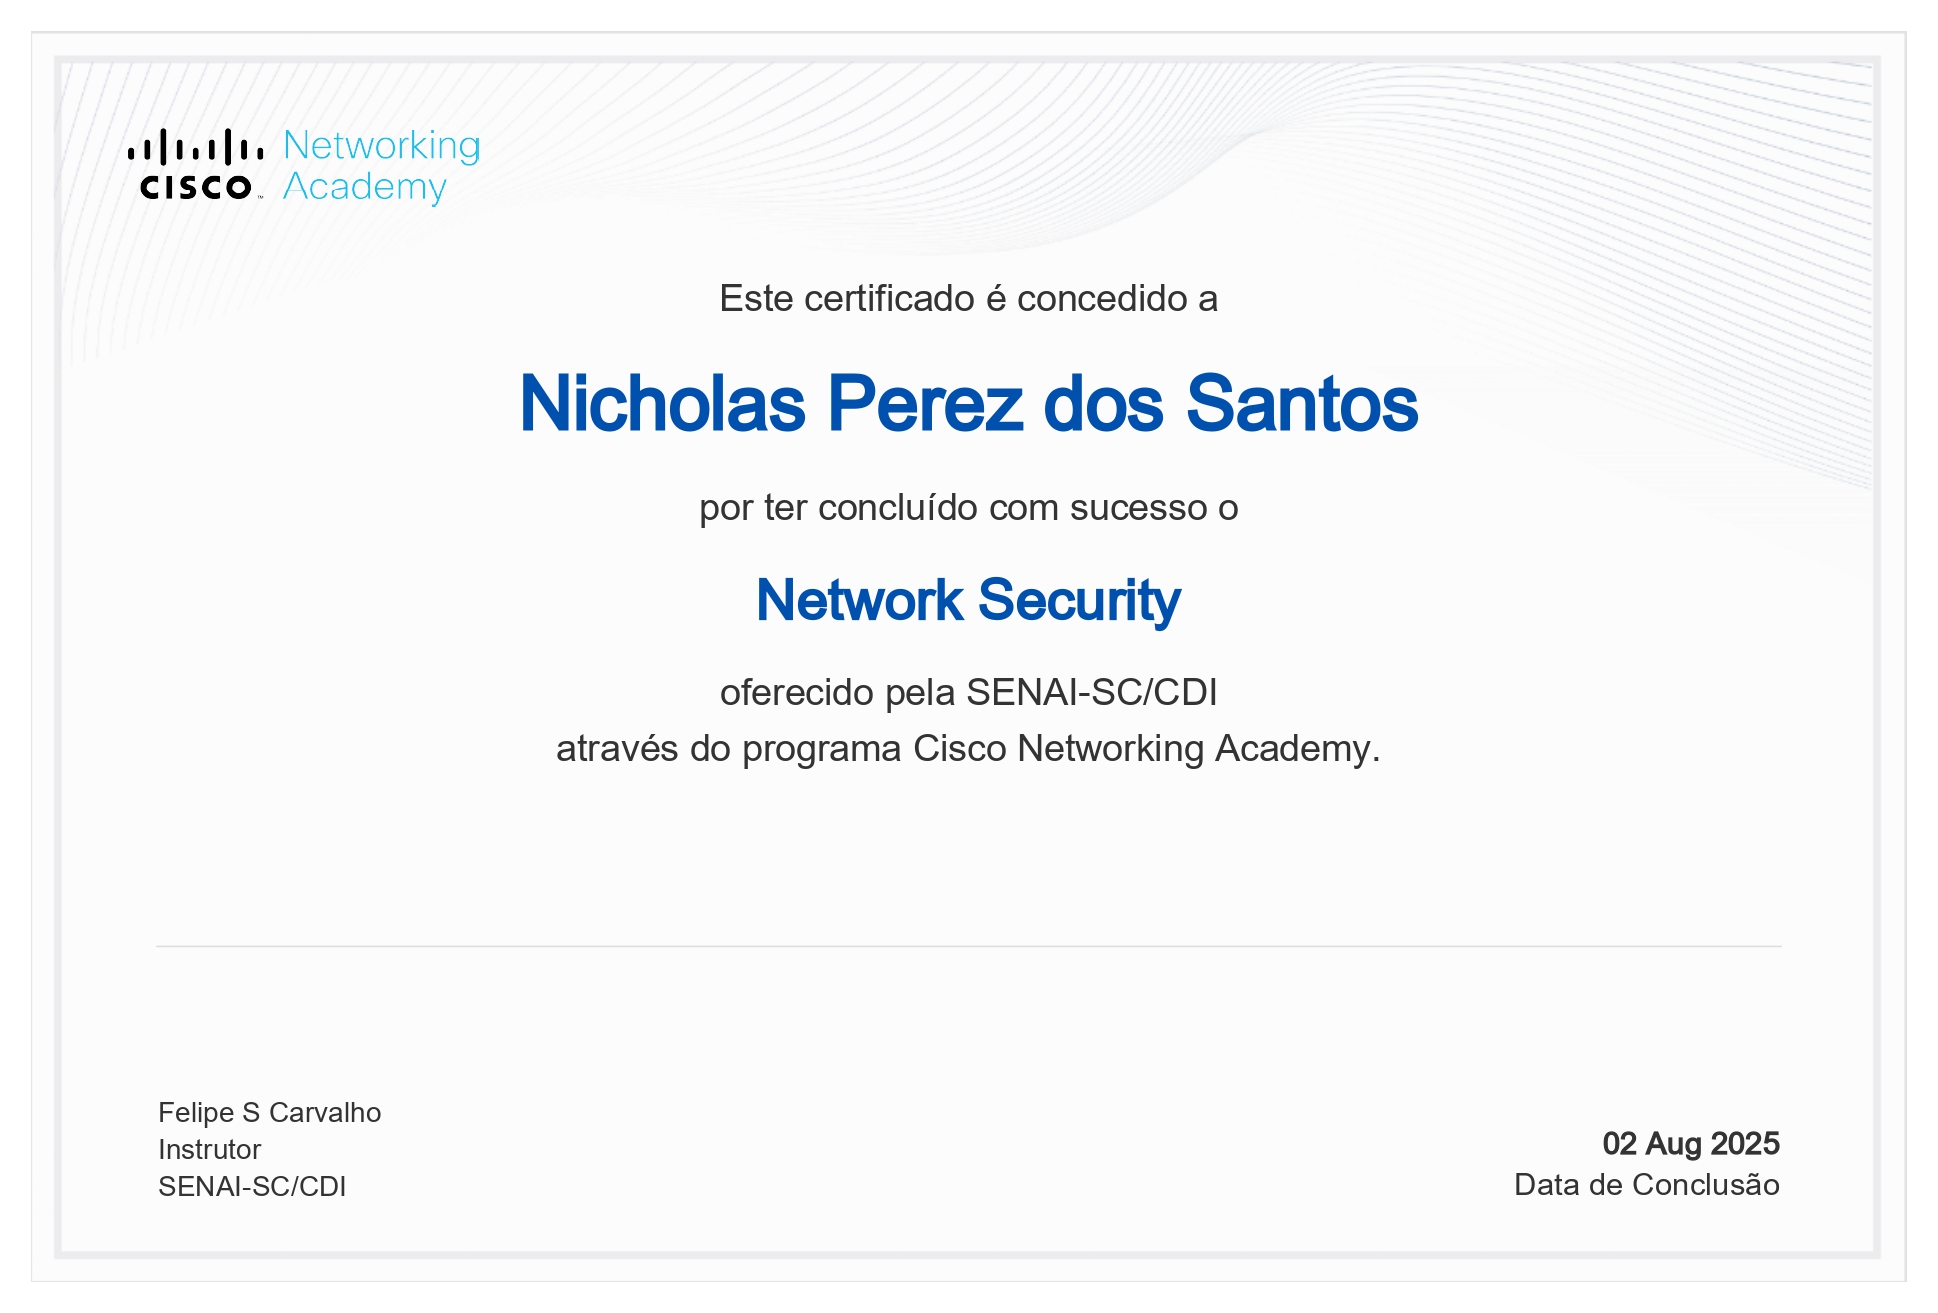 Networking
CISCO™ Academy
Este certificado é concedido a
Nicholas Perez dos Santos
por ter concluído com sucesso o
Network Security
oferecido pela SENAI-SC/CDI
através do programa Cisco Networking Academy.
Felipe S Carvalho
Instrutor
SENAI-SC/CDI
02 Aug 2025
Data de Conclusão